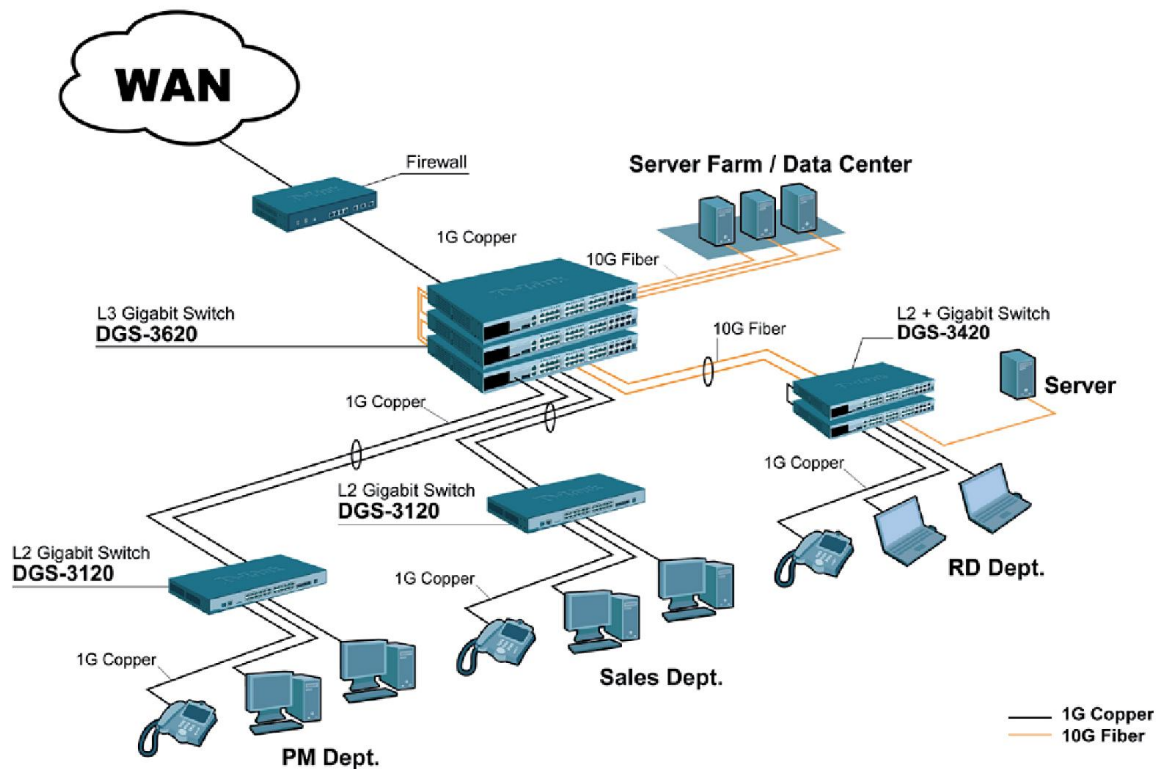 WAN
Firewall
Server Farm / Data Center
1G Copper
10G Fiber
L3 Gigabit Switch
DGS-3620
10G Fiber
L2 + Gigabit Switch
DGS-3420
Server
1G Copper
1G Copper
L2 Gigabit Switch
DGS-3120
L2 Gigabit Switch
DGS-3120
1G Copper
RD Dept.
1G Copper
Sales Dept.
PM Dept.
1G Copper
10G Fiber